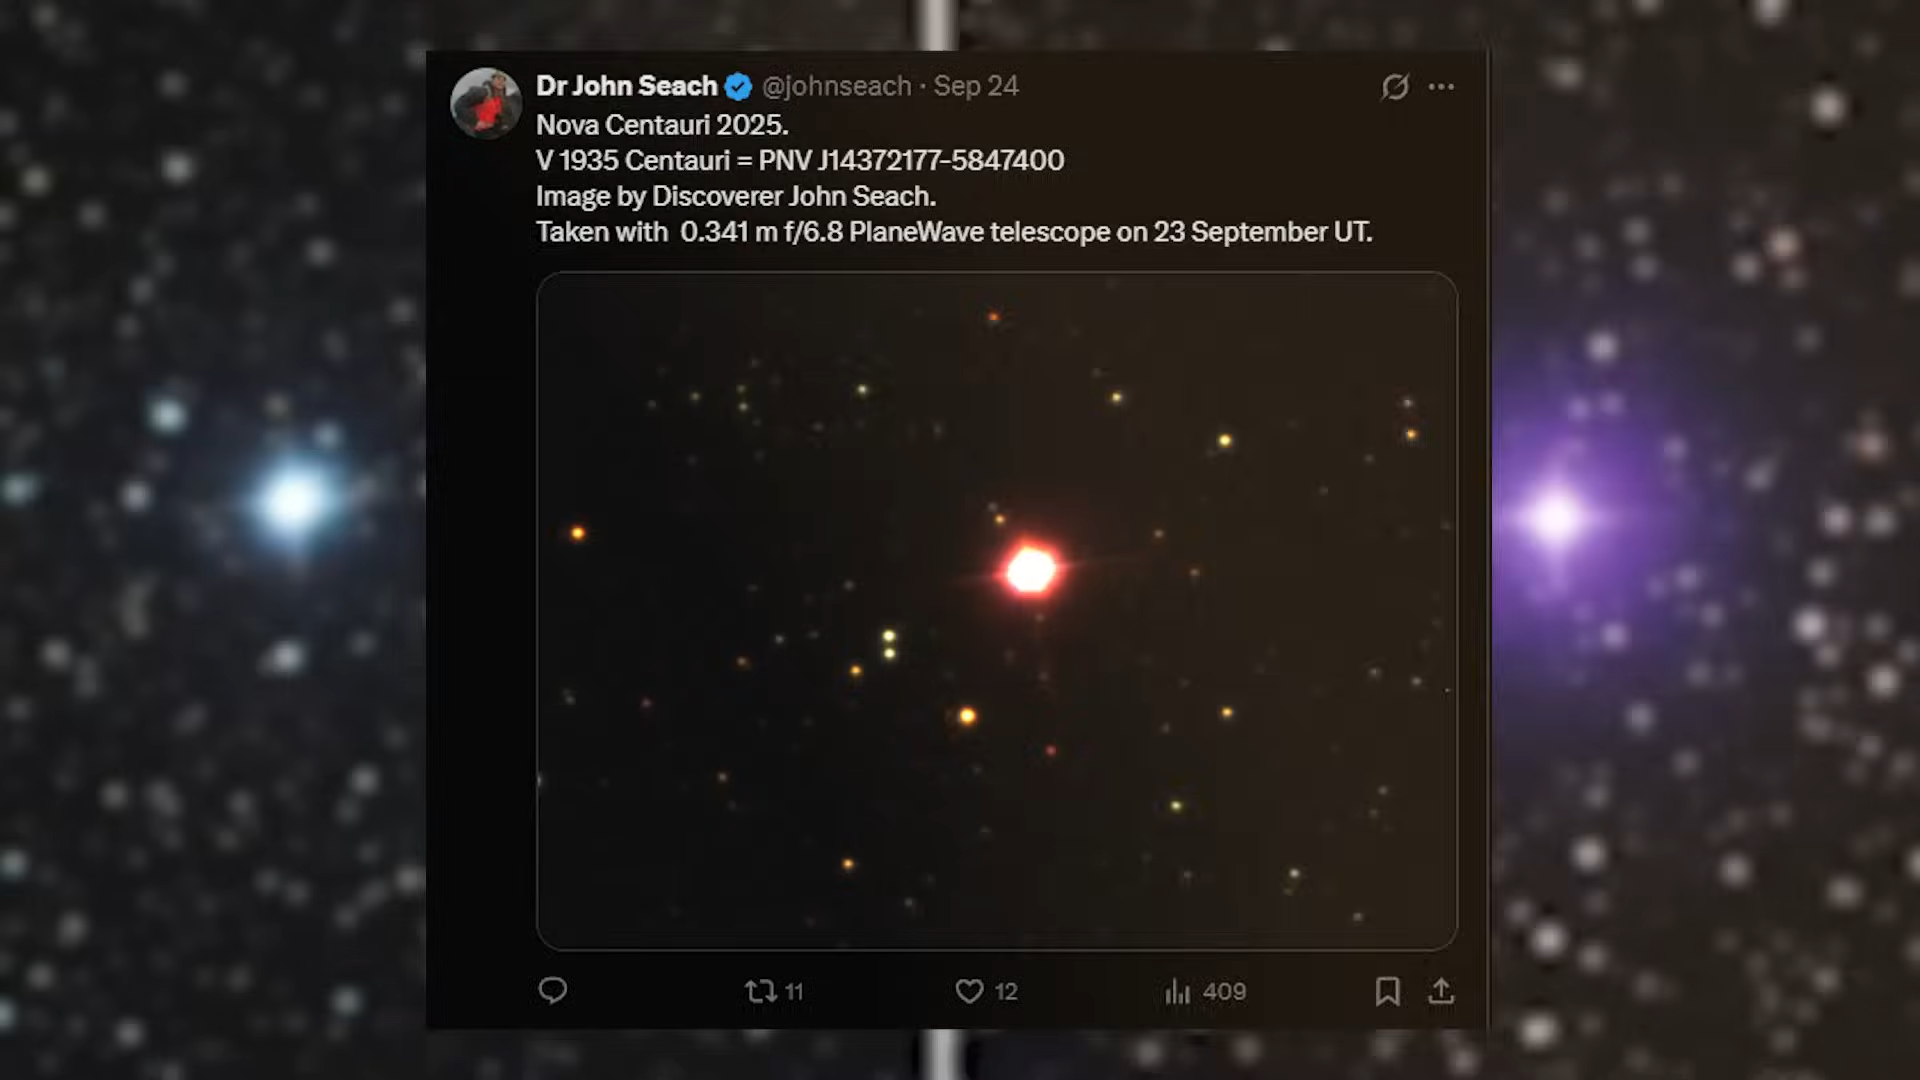 Dr John Seach @johnseach · Sep 24
Nova Centauri 2025.
V 1935 Centauri = PNV J14372177-5847400
Image by Discoverer John Seach.
Taken with 0.341 m f/6.8 PlaneWave telescope on 23 September UT.
11 12 409